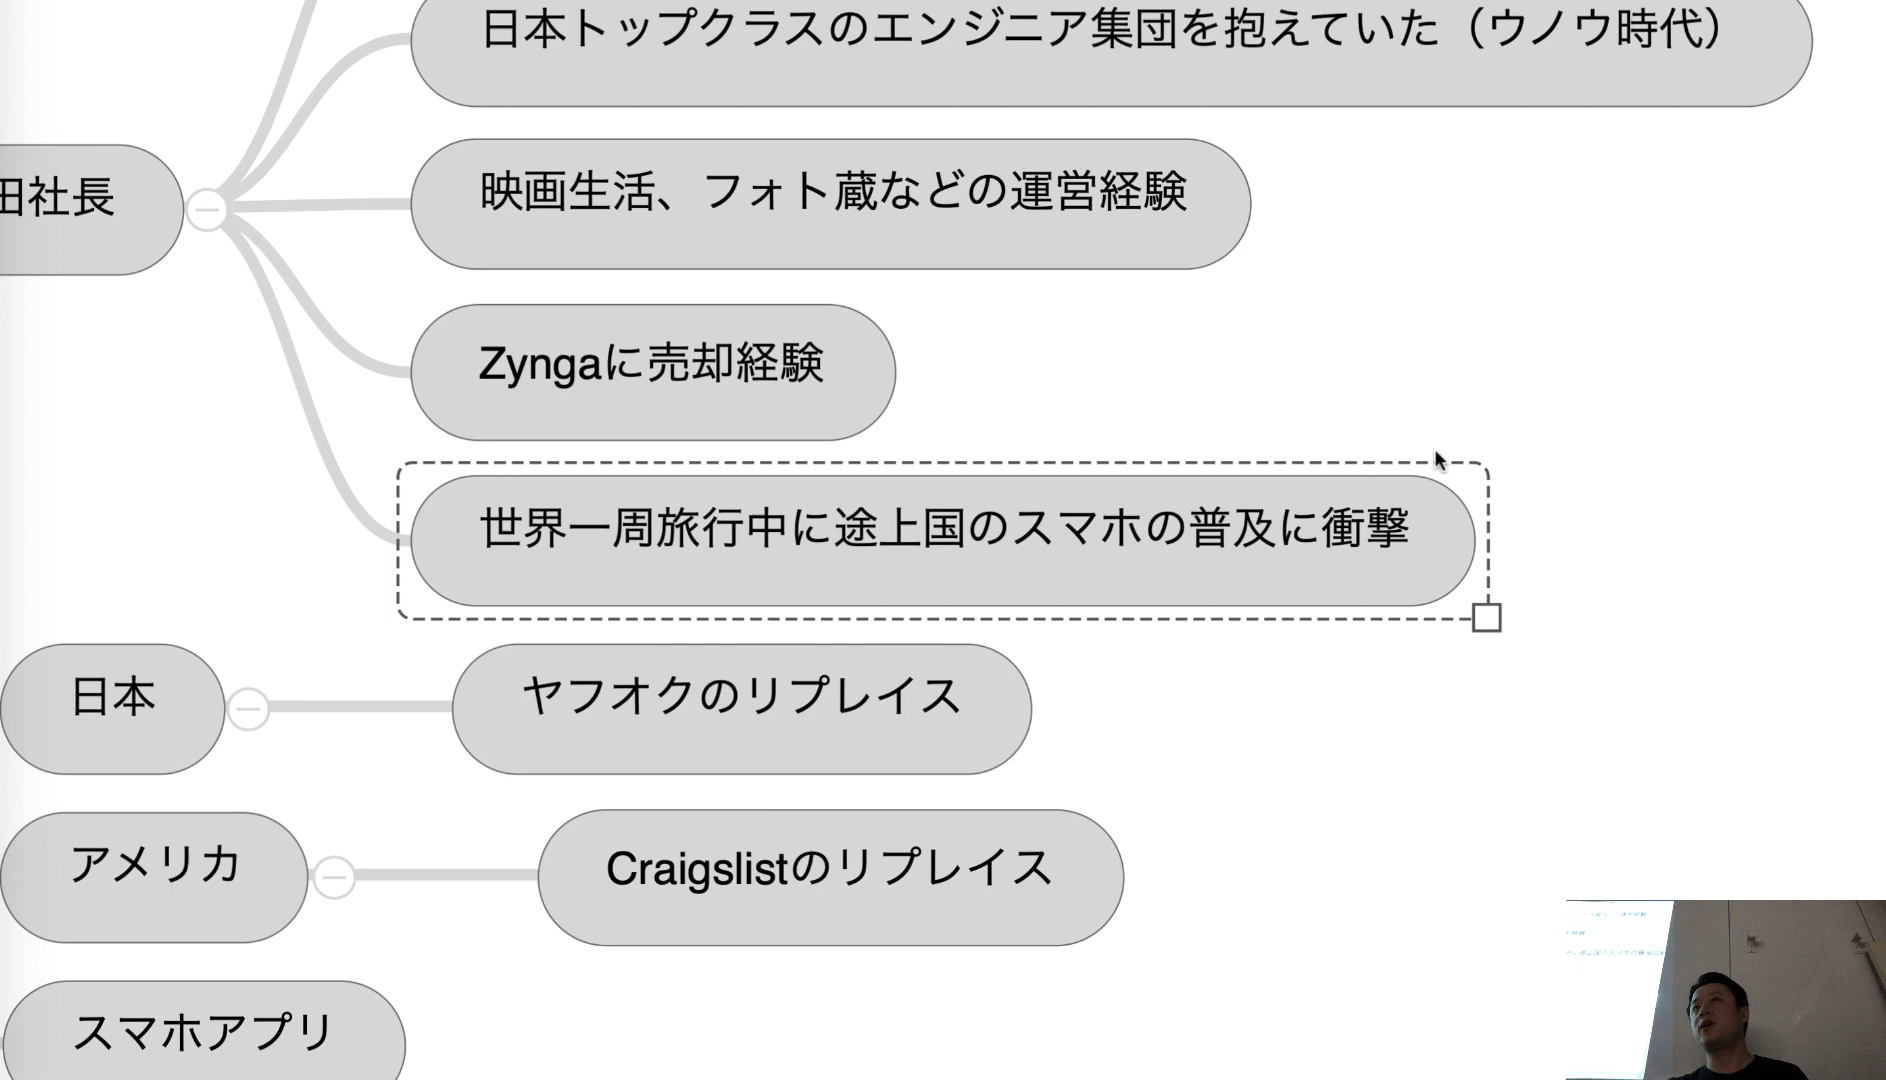 日本トップクラスのエンジニア集団を抱えていた（ウノウ時代）
映画生活、フォト蔵などの運営経験
田社長
Zyngaに売却経験
世界一周旅行中に途上国のスマホの普及に衝撃
日本
ヤフオクのリプレイス
アメリカ
Craigslistのリプレイス
スマホアプリ